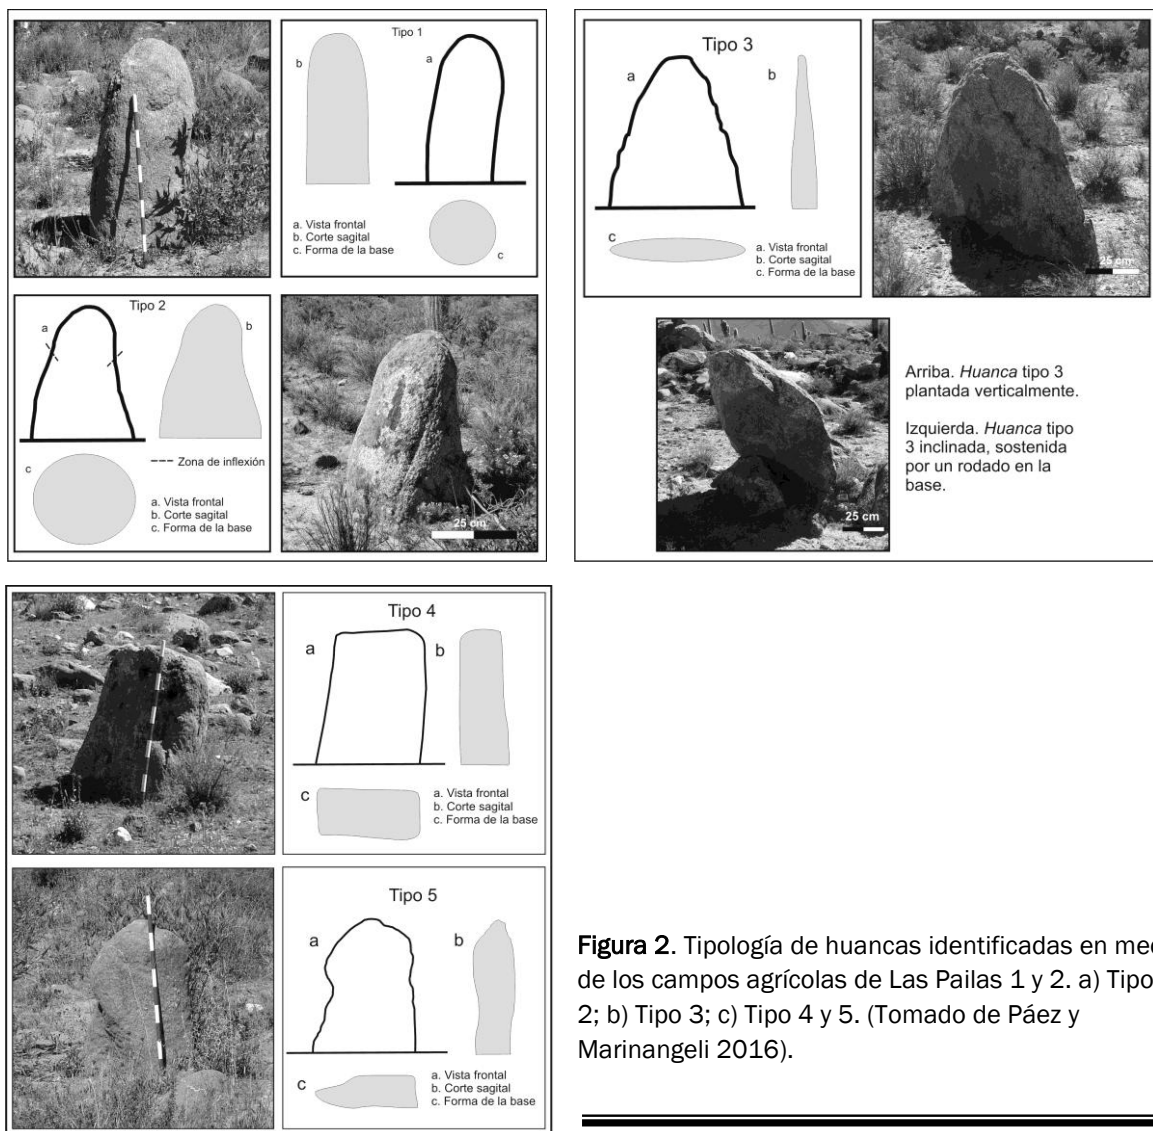 Tipo 1
b
a
a. Vista frontal
b. Corte sagital
c. Forma de la base
c
Tipo 2
a
b
c
Zona de inflexión
a. Vista frontal
b. Corte sagital
c. Forma de la base
25 cm
Tipo 3
a
b
c
a. Vista frontal
b. Corte sagital
c. Forma de la base
25 cm
25 cm
Arriba. Huanca tipo 3
plantada verticalmente.
Izquierda. Huanca tipo
3 inclinada, sostenida
por un rodado en la
base.
Tipo 4
a
b
c
a. Vista frontal
b. Corte sagital
c. Forma de la base
Tipo 5
a
b
c
a. Vista frontal
b. Corte sagital
c. Forma de la base
Figura 2. Tipología de huancas identificadas en
de los campos agrícolas de Las Pailas 1 y 2. a) Tipo
2; b) Tipo 3; c) Tipo 4 y 5. (Tomado de Páez y
Marinangeli 2016).